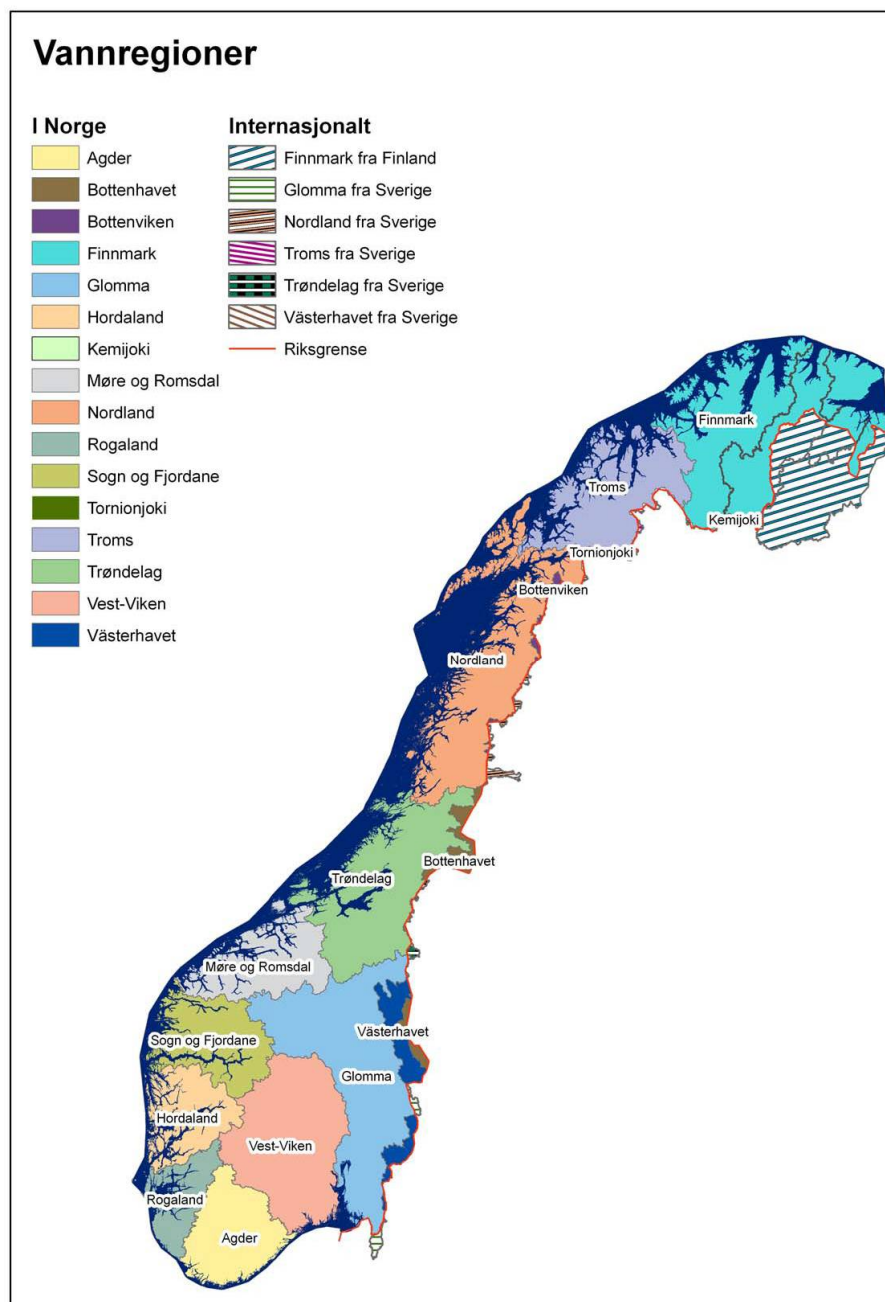 Vannregioner
I Norge
Agder
Bottenhavet
Bottenviken
Finnmark
Glomma
Hordaland
Kemijoki
Møre og Romsdal
Nordland
Rogaland
Sogn og Fjordane
Tornionjoki
Troms
Trøndelag
Vest-Viken
Västerhavet
Internasjonalt
Finnmark fra Finland
Glomma fra Sverige
Nordland fra Sverige
Troms fra Sverige
Trøndelag fra Sverige
Västerhavet fra Sverige
Riksgrense
Finnmark
Troms
Kemijoki
Tornionjoki
Bottenviken
Nordland
Bottenhavet
Trøndelag
Møre og Romsdal
Västerhavet
Sogn og Fjordane
Glomma
Hordaland
Vest-Viken
Rogaland
Agder